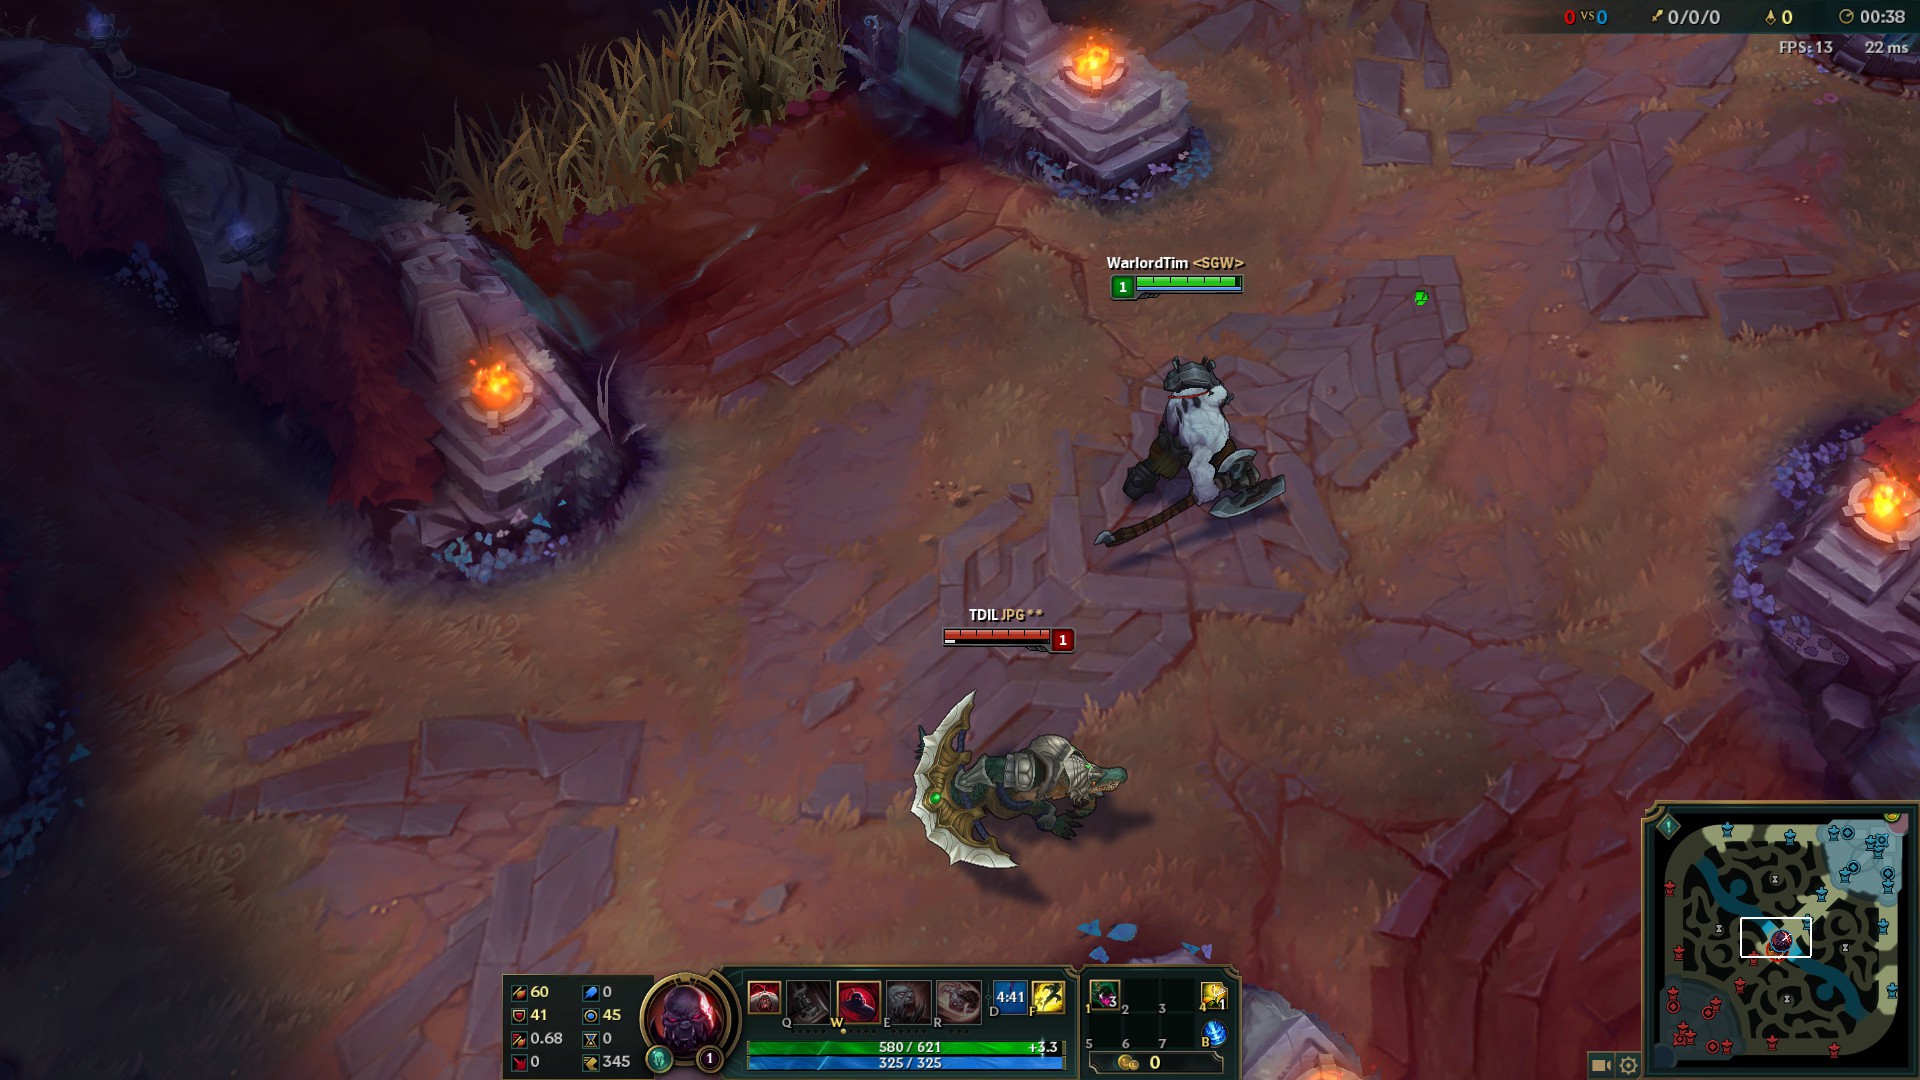 0 VS 0 0/0/0 0 00:38
FPS: 13 22 ms
WarlordTim <SGW>
1
TDIL JPG**
1
60 0
41 45
0.68 0
0 345
1
Q W E R
4:41
D F
580 / 621 +3.3
325 / 325
1 3 2 3 4 1
5 6 7 B
0